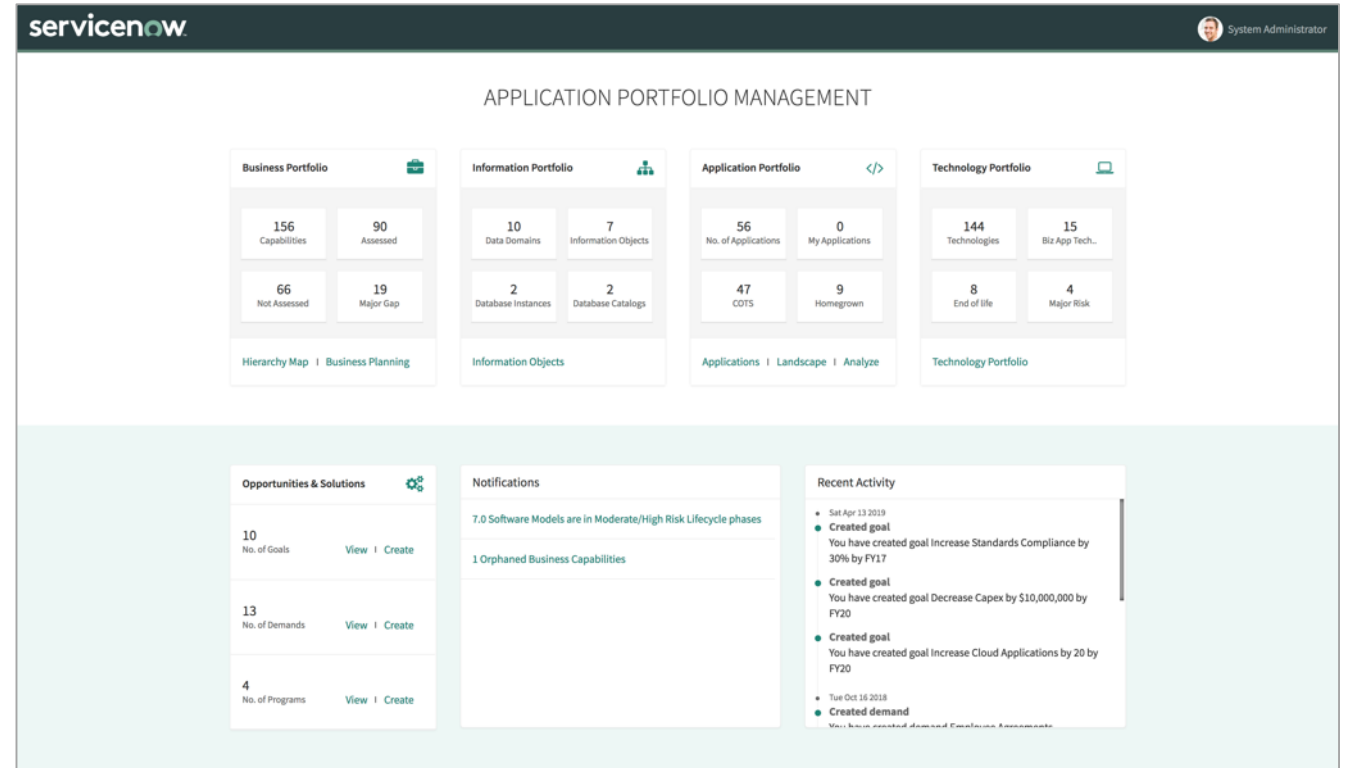 servicenow
System Administrator
APPLICATION PORTFOLIO MANAGEMENT
Business Portfolio
156
Capabilities
90
Assessed
66
Not Assessed
19
Major Gap
Hierarchy Map | Business Planning
Information Portfolio
10
Data Domains
7
Information Objects
2
Database Instances
2
Database Catalogs
Information Objects
Application Portfolio
</>
56
No. of Applications
0
My Applications
47
COTS
9
Homegrown
Applications | Landscape | Analyze
Technology Portfolio
144
Technologies
15
Biz App Tech..
8
End of life
4
Major Risk
Technology Portfolio
Opportunities & Solutions
10
No. of Goals
View | Create
13
No. of Demands
View | Create
4
No. of Programs
View | Create
Notifications
7.0 Software Models are in Moderate/High Risk Lifecycle phases
1 Orphaned Business Capabilities
Recent Activity
Sat Apr 13 2019
Created goal
You have created goal Increase Standards Compliance by
30% by FY17
Created goal
You have created goal Decrease Capex by $10,000,000 by
FY20
Created goal
You have created goal Increase Cloud Applications by 20 by
FY20
Tue Oct 16 2018
Created demand
You have created demand Employee Agreements